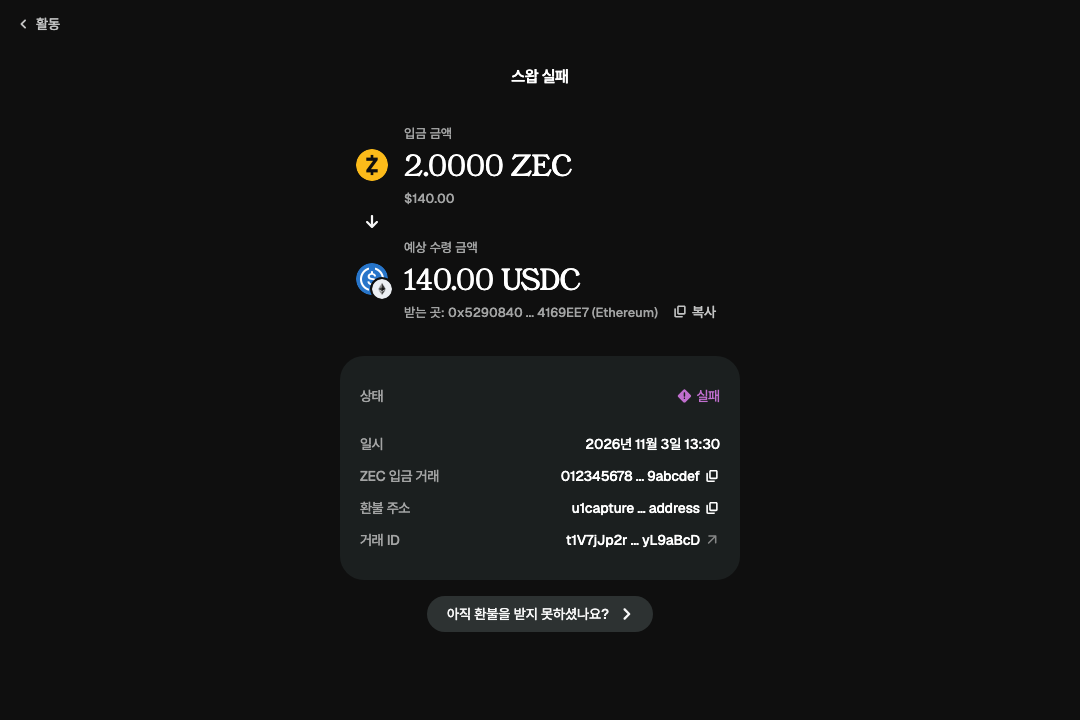 활동
스왑 실패
입금 금액
2.0000 ZEC
$140.00
예상 수령 금액
140.00 USDC
받는 곳: 0x5290840 ... 4169EE7 (Ethereum) 복사
상태 실패
일시 2026년 11월 3일 13:30
ZEC 입금 거래 012345678 ... 9abcdef
환불 주소 u1capture ... address
거래 ID t1V7jJp2r ... yL9aBcD
아직 환불을 받지 못하셨나요?